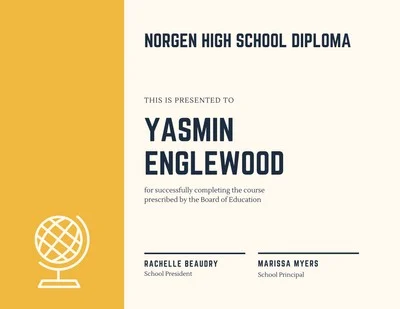 NORGEN HIGH SCHOOL DIPLOMA
THIS IS PRESENTED TO
YASMIN
ENGLEWOOD
for successfully completing the course
prescribed by the Board of Education
RACHELLE BEAUDRY
School President
MARISSA MYERS
School Principal